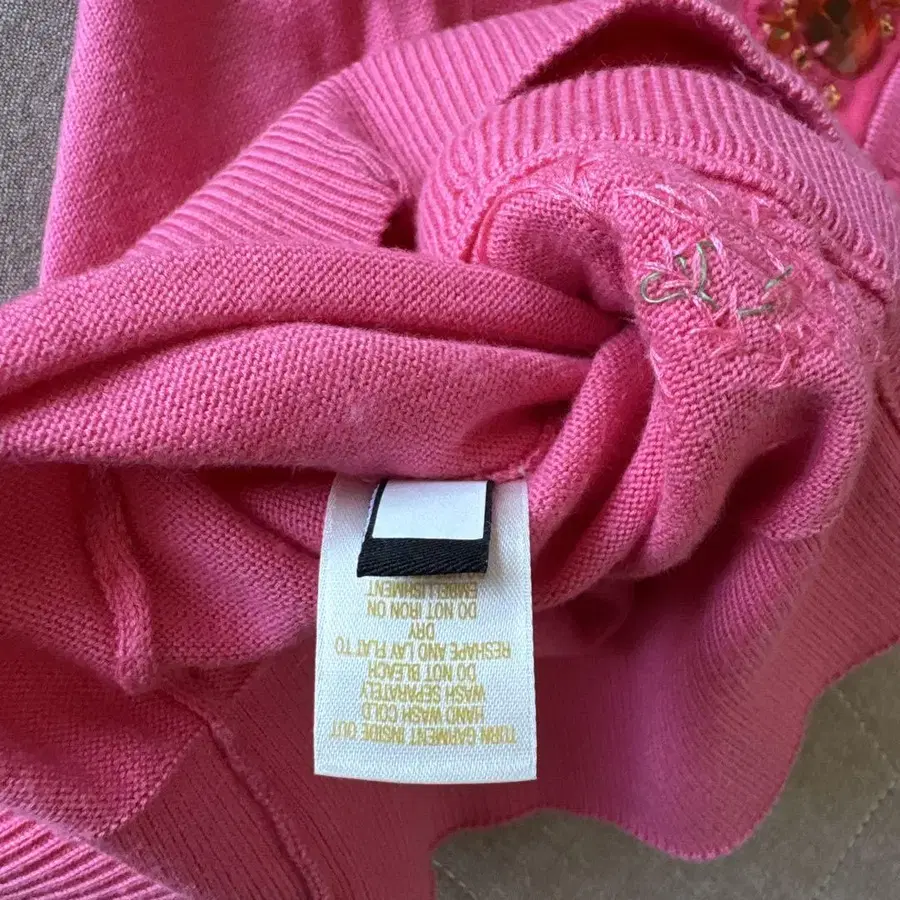 TURN GARMENT INSIDE OUT
HAND WASH COLD
WASH SEPARATELY
DO NOT BLEACH
RESHAPE AND LAY FLAT TO
DRY
DO NOT IRON ON
EMBELLISHMENT